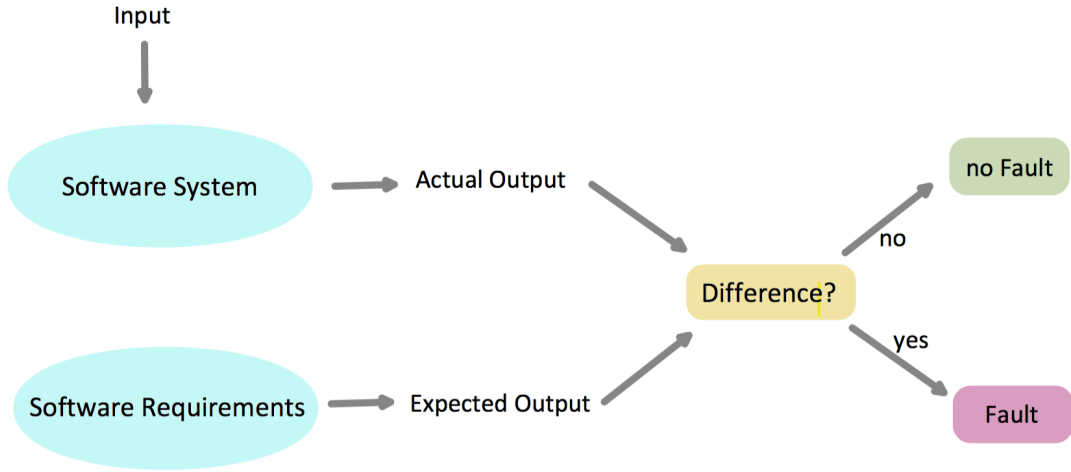 Input
Software System
Actual Output
no Fault
no
Difference?
yes
Software Requirements
Expected Output
Fault